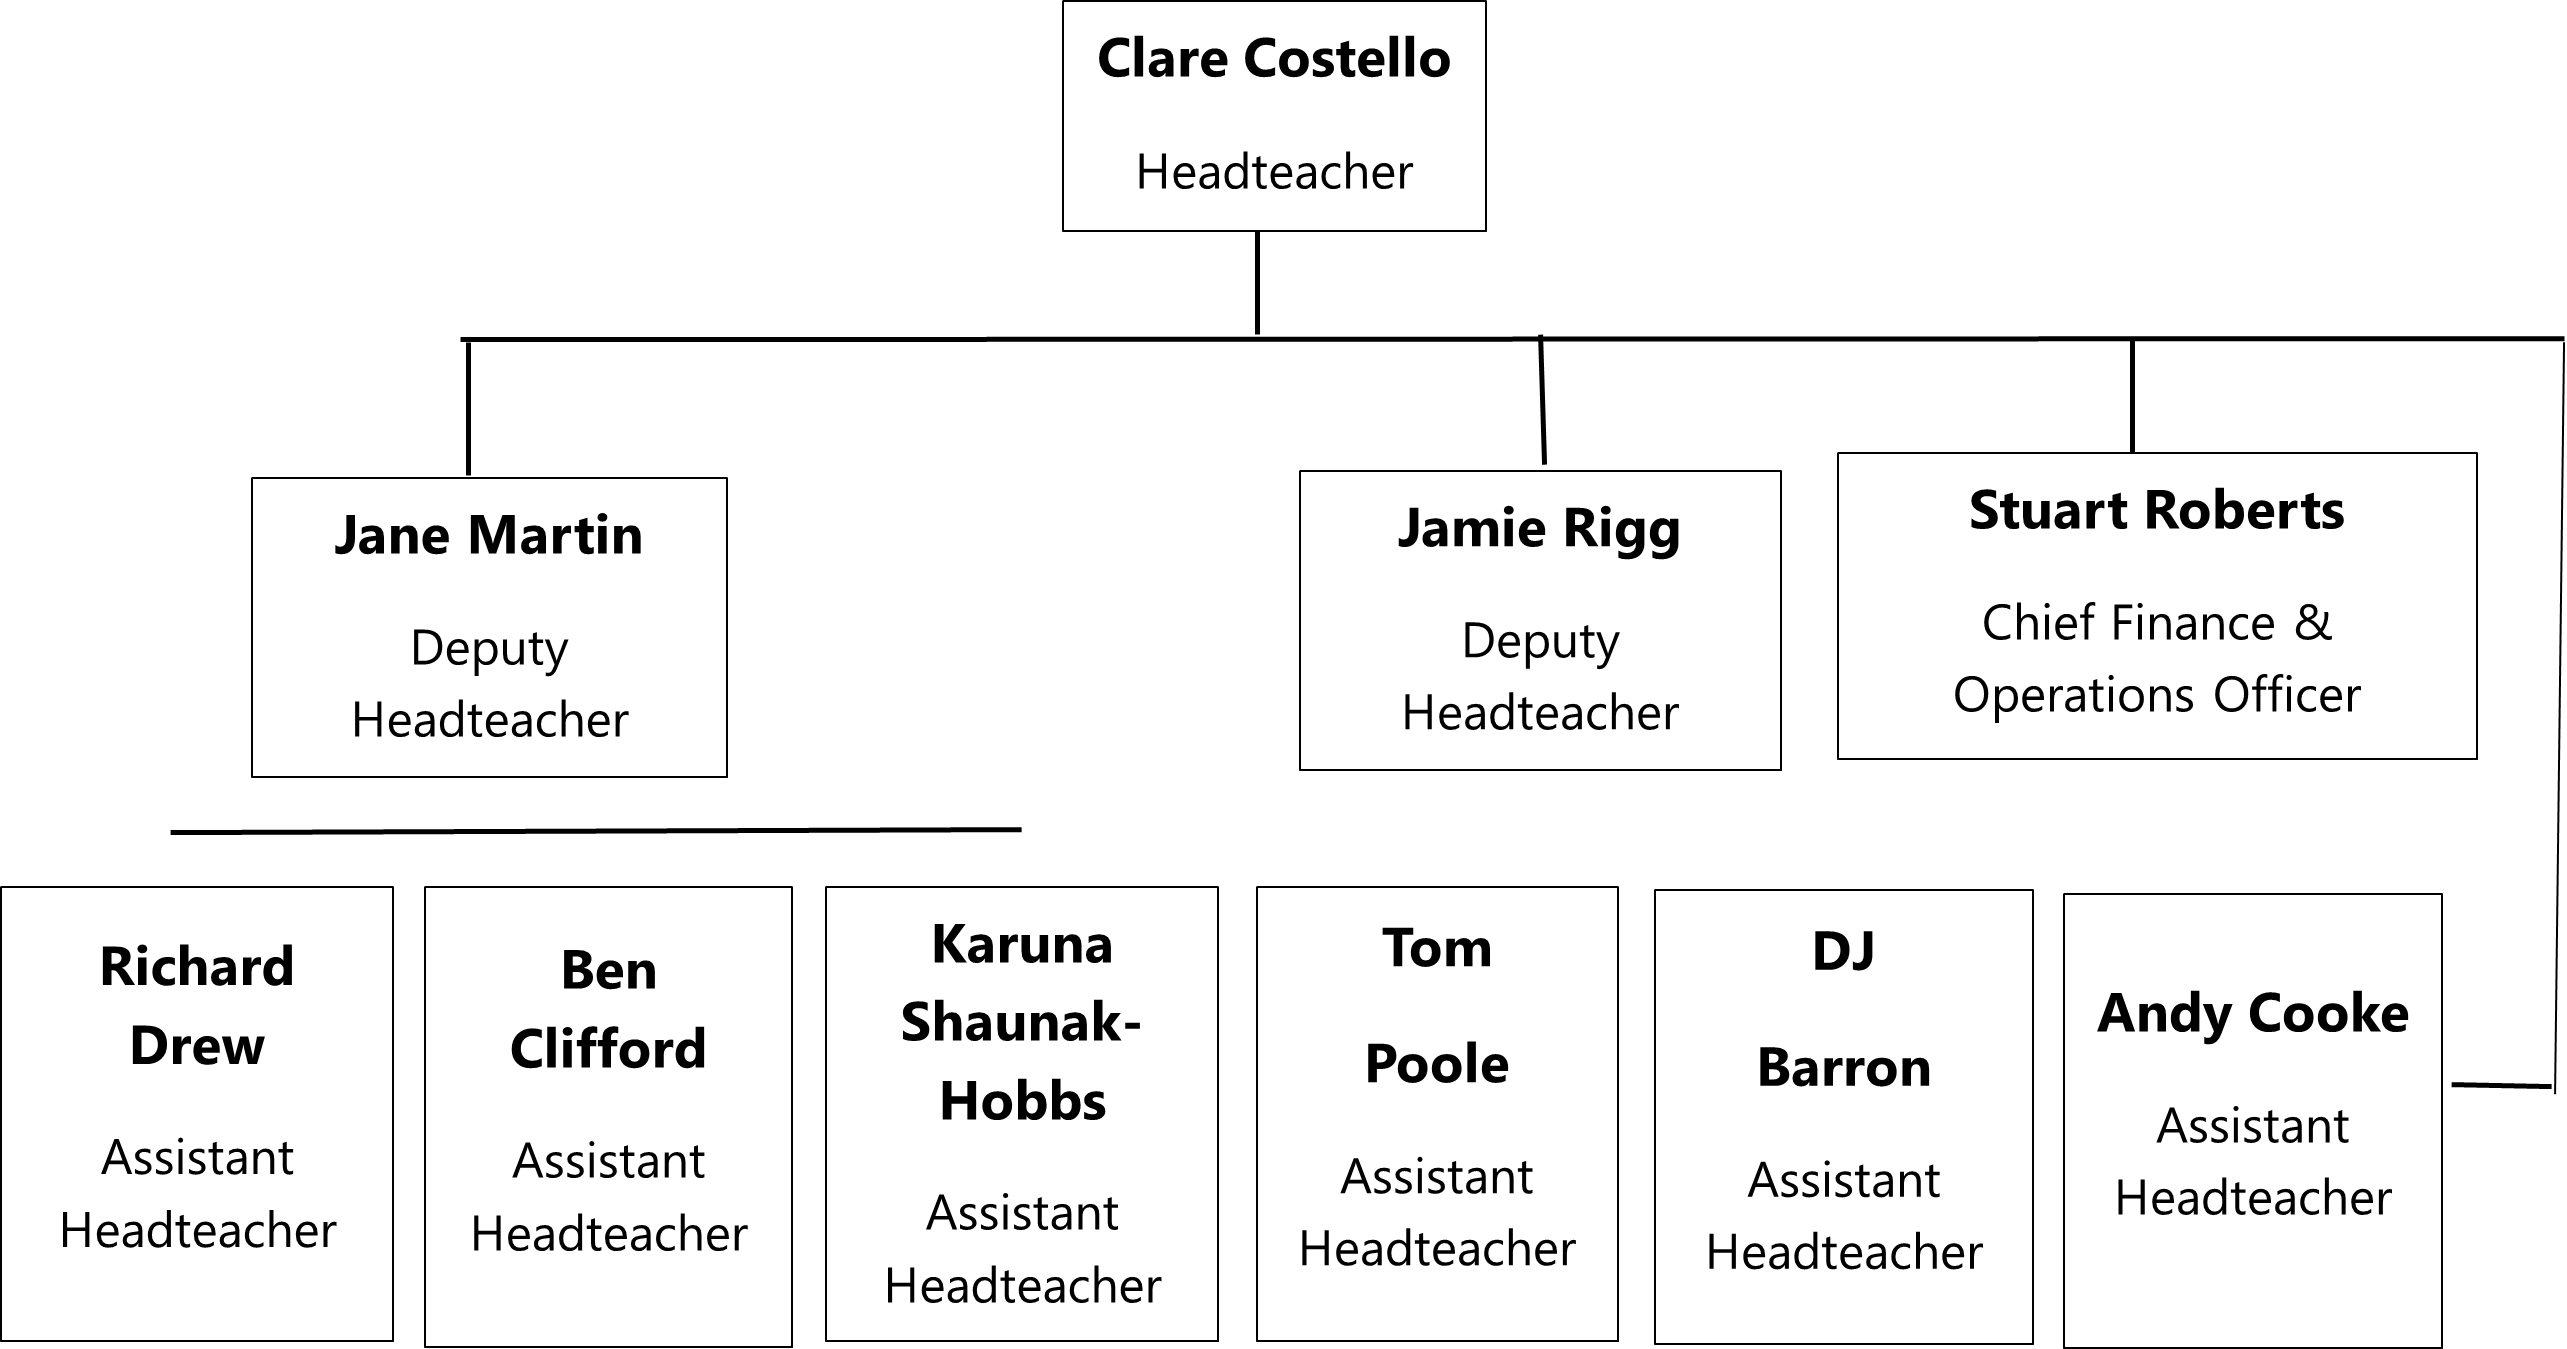 Clare Costello
Headteacher
Jane Martin
Deputy
Headteacher
Jamie Rigg
Deputy
Headteacher
Stuart Roberts
Chief Finance &
Operations Officer
Richard
Drew
Assistant
Headteacher
Ben
Clifford
Assistant
Headteacher
Karuna
Shaunak-
Hobbs
Assistant
Headteacher
Tom
Poole
Assistant
Headteacher
DJ
Barron
Assistant
Headteacher
Andy Cooke
Assistant
Headteacher